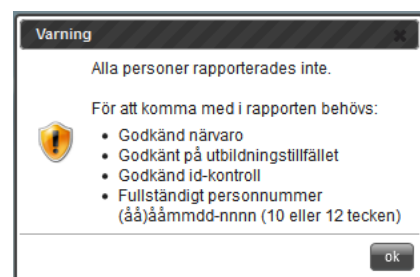 Varning
Alla personer rapporterades inte.
För att komma med i rapporten behövs:
• Godkänd närvaro
• Godkänt på utbildningstillfället
• Godkänd id-kontroll
• Fullständigt personnummer
(åå)ååmmdd-nnnn (10 eller 12 tecken)
ok